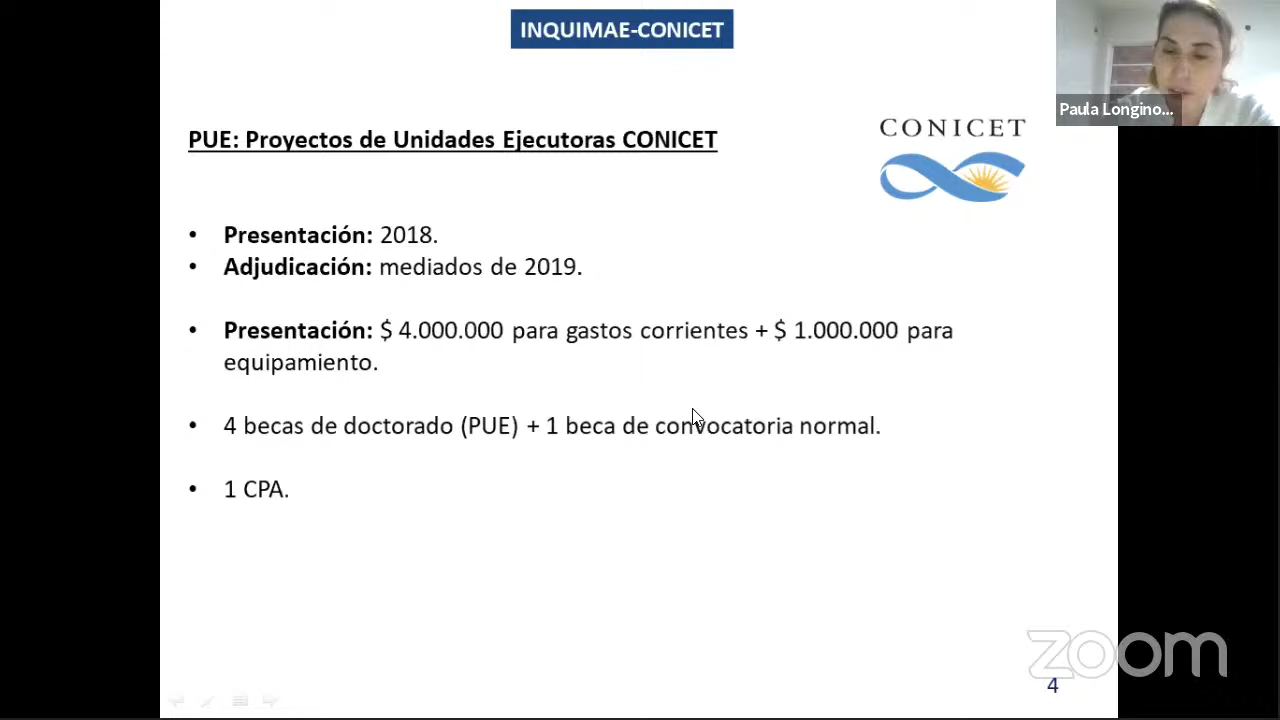 INQUIMAE-CONICET
Paula Longino...
PUE: Proyectos de Unidades Ejecutoras CONICET
CONICET
• Presentación: 2018.
• Adjudicación: mediados de 2019.
• Presentación: $ 4.000.000 para gastos corrientes + $ 1.000.000 para
equipamiento.
• 4 becas de doctorado (PUE) + 1 beca de convocatoria normal.
• 1 CPA.
zoom
4